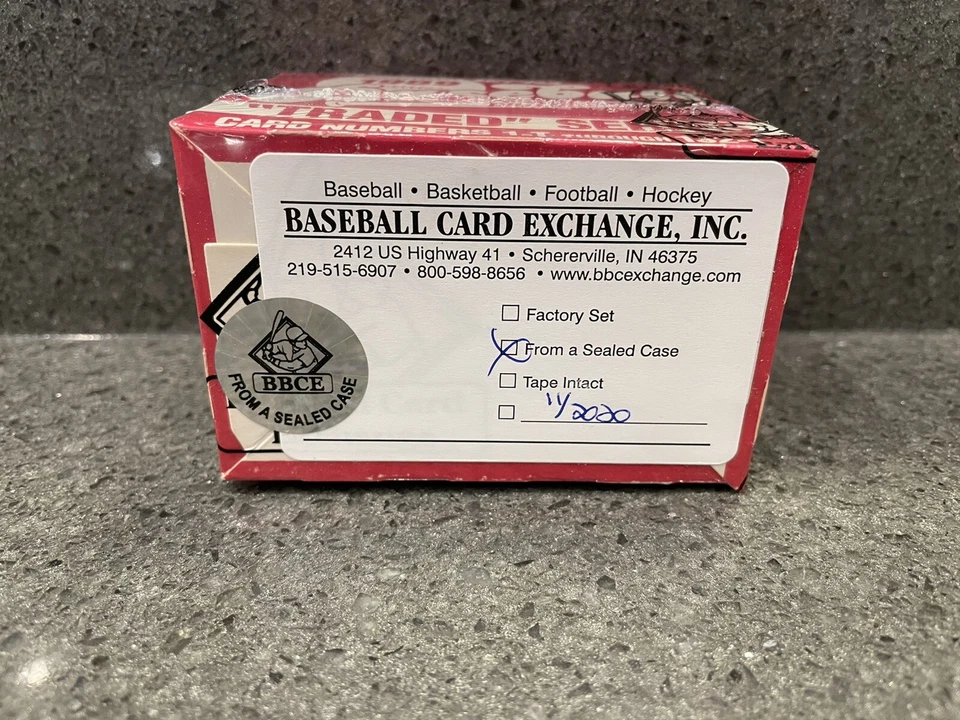 "TRADED" SE
CARD NUMBERS 1-T
Baseball • Basketball • Football • Hockey
BASEBALL CARD EXCHANGE, INC.
2412 US Highway 41 • Schererville, IN 46375
219-515-6907 • 800-598-8656 • www.bbcexchange.com
Factory Set
From a Sealed Case
Tape Intact
11/2020
BBCE
FROM A SEALED CASE